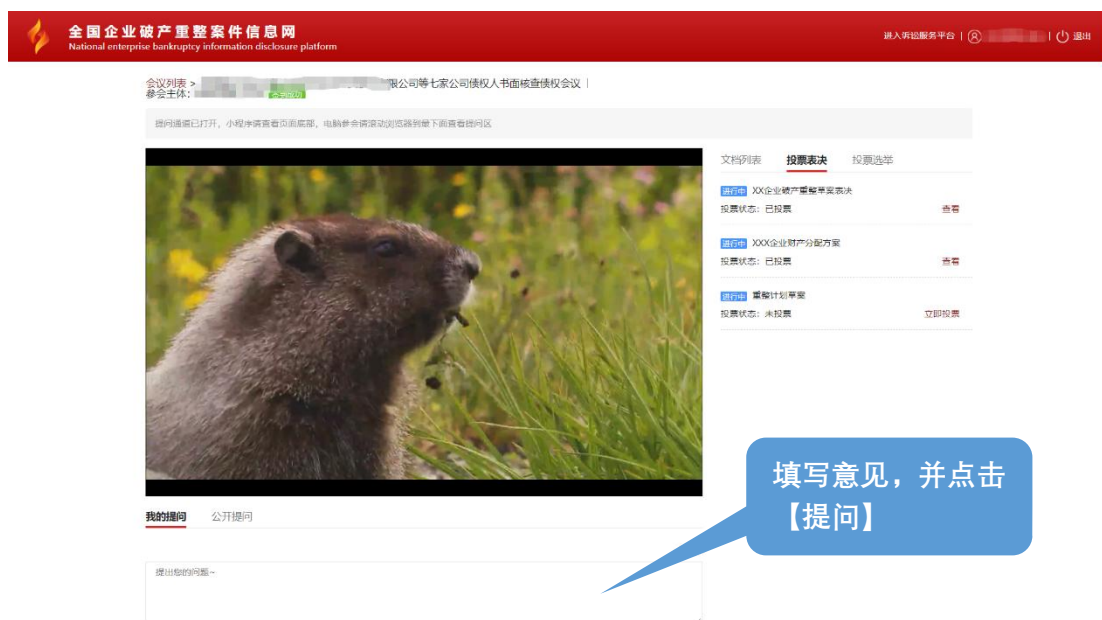 全国企业破产重整案件信息网
National enterprise bankruptcy information disclosure platform
进入诉讼服务平台 | 退出
会议列表 > 限公司等七家公司债权人书面核查债权会议 |
参会主体：
提问通道已打开，小程序请查看页面底部，电脑参会请滚动浏览器到最下面查看提问区
文档列表 投票表决 投票选举
进行中 XX企业破产重整草案表决
投票状态：已投票 查看
进行中 XXX企业财产分配方案
投票状态：已投票 查看
进行中 重整计划草案
投票状态：未投票 立即投票
填写意见，并点击
【提问】
我的提问 公开提问
提出您的问题~